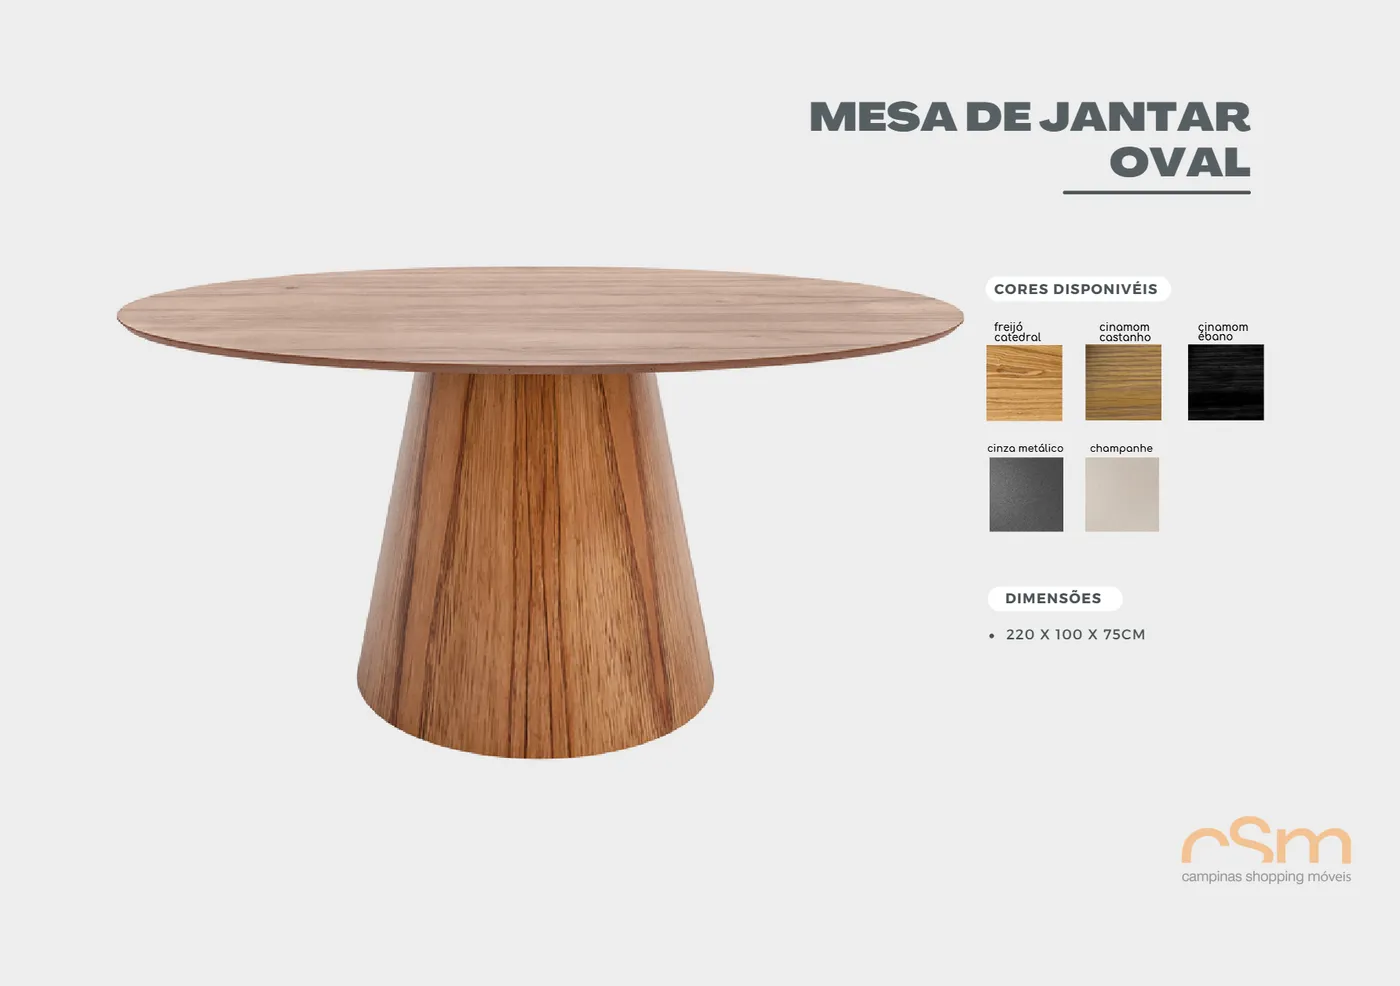 MESA DE JANTAR
OVAL
CORES DISPONIVÉIS
freijó
catedral
cinamom
castanho
cinamom
ébano
cinza metálico
champanhe
DIMENSÕES
• 220 X 100 X 75CM
rsm
campinas shopping móveis